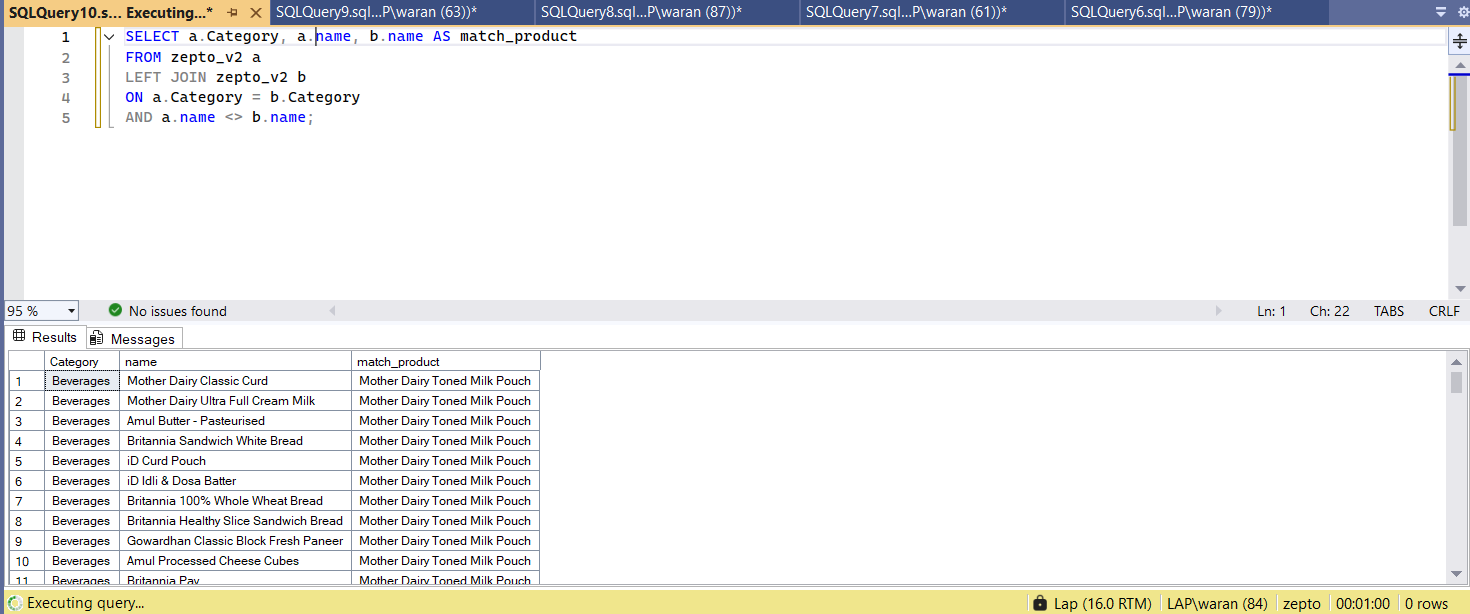 SQLQuery10.s... Executing...* SQLQuery9.sql...P\waran (63))* SQLQuery8.sql...P\waran (87))* SQLQuery7.sql...P\waran (61))* SQLQuery6.sql...P\waran (79))*
1 SELECT a.Category, a.name, b.name AS match_product
2 FROM zepto_v2 a
3 LEFT JOIN zepto_v2 b
4 ON a.Category = b.Category
5 AND a.name <> b.name;
95 % No issues found Ln: 1 Ch: 22 TABS CRLF
Results Messages
Category name match_product
1 Beverages Mother Dairy Classic Curd Mother Dairy Toned Milk Pouch
2 Beverages Mother Dairy Ultra Full Cream Milk Mother Dairy Toned Milk Pouch
3 Beverages Amul Butter - Pasteurised Mother Dairy Toned Milk Pouch
4 Beverages Britannia Sandwich White Bread Mother Dairy Toned Milk Pouch
5 Beverages iD Curd Pouch Mother Dairy Toned Milk Pouch
6 Beverages iD Idli & Dosa Batter Mother Dairy Toned Milk Pouch
7 Beverages Britannia 100% Whole Wheat Bread Mother Dairy Toned Milk Pouch
8 Beverages Britannia Healthy Slice Sandwich Bread Mother Dairy Toned Milk Pouch
9 Beverages Gowardhan Classic Block Fresh Paneer Mother Dairy Toned Milk Pouch
10 Beverages Amul Processed Cheese Cubes Mother Dairy Toned Milk Pouch
11 Beverages Britannia Pav Mother Dairy Toned Milk Pouch
Executing query... Lap (16.0 RTM) LAP\waran (84) zepto 00:01:00 0 rows